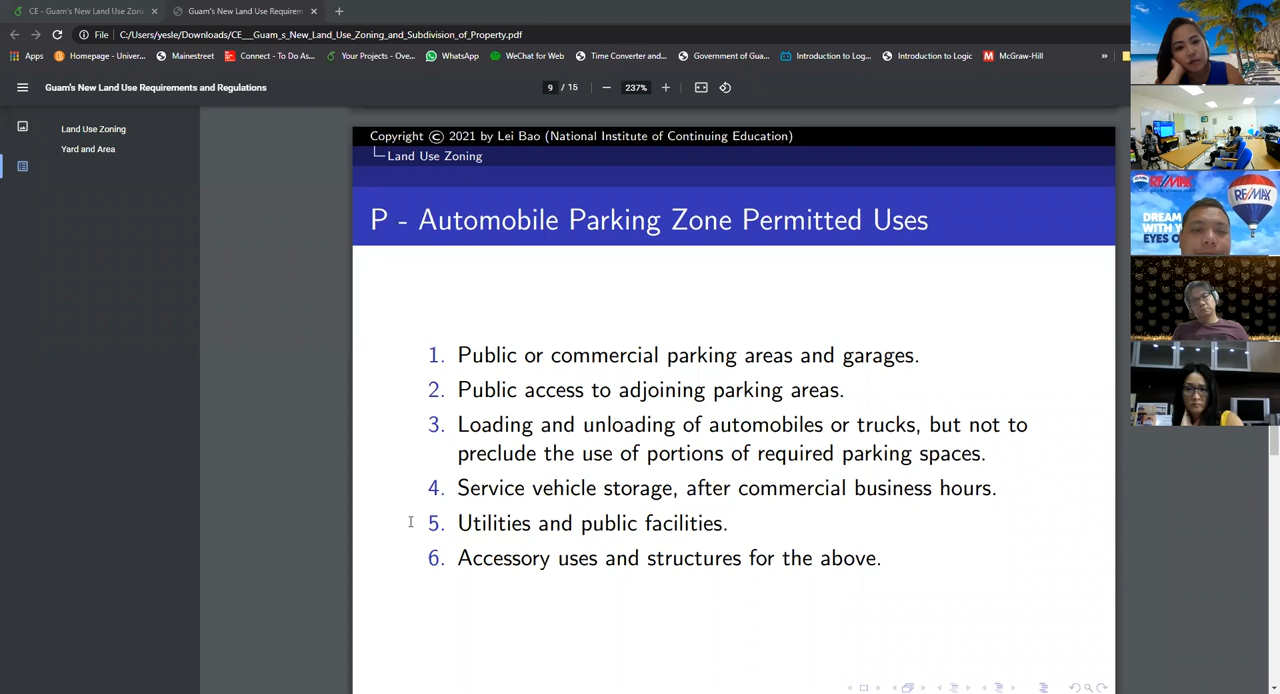 CE - Guam's New Land Use Zoni
Guam's New Land Use Requirem
File
C:/Users/yesle/Downloads/CE__Guam_s_New_Land_Use_Zoning_and_Subdivision_of_Property.pdf
Apps
Homepage - Univer...
Mainestreet
Connect - To Do As...
Your Projects - Ove...
WhatsApp
WeChat for Web
Time Converter and...
Government of Gua...
Introduction to Log...
Introduction to Logic
McGraw-Hill
»
Guam's New Land Use Requirements and Regulations
9 / 15
237%
Land Use Zoning
Yard and Area
Copyright © 2021 by Lei Bao (National Institute of Continuing Education)
Land Use Zoning
P - Automobile Parking Zone Permitted Uses
1. Public or commercial parking areas and garages.
2. Public access to adjoining parking areas.
3. Loading and unloading of automobiles or trucks, but not to
preclude the use of portions of required parking spaces.
4. Service vehicle storage, after commercial business hours.
5. Utilities and public facilities.
6. Accessory uses and structures for the above.
RE/MAX
RE/MAX
DREAM
WITH Y
EYES O